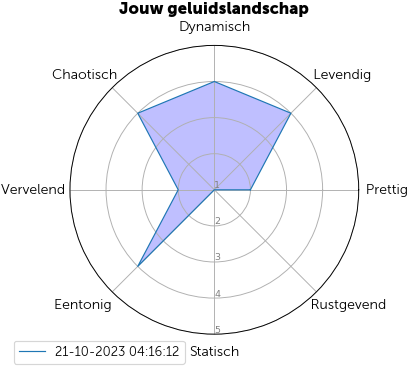 Jouw geluidslandschap
Dynamisch
Chaotisch
Levendig
Vervelend
1
Prettig
2
3
Eentonig
4
Rustgevend
5
21-10-2023 04:16:12
Statisch